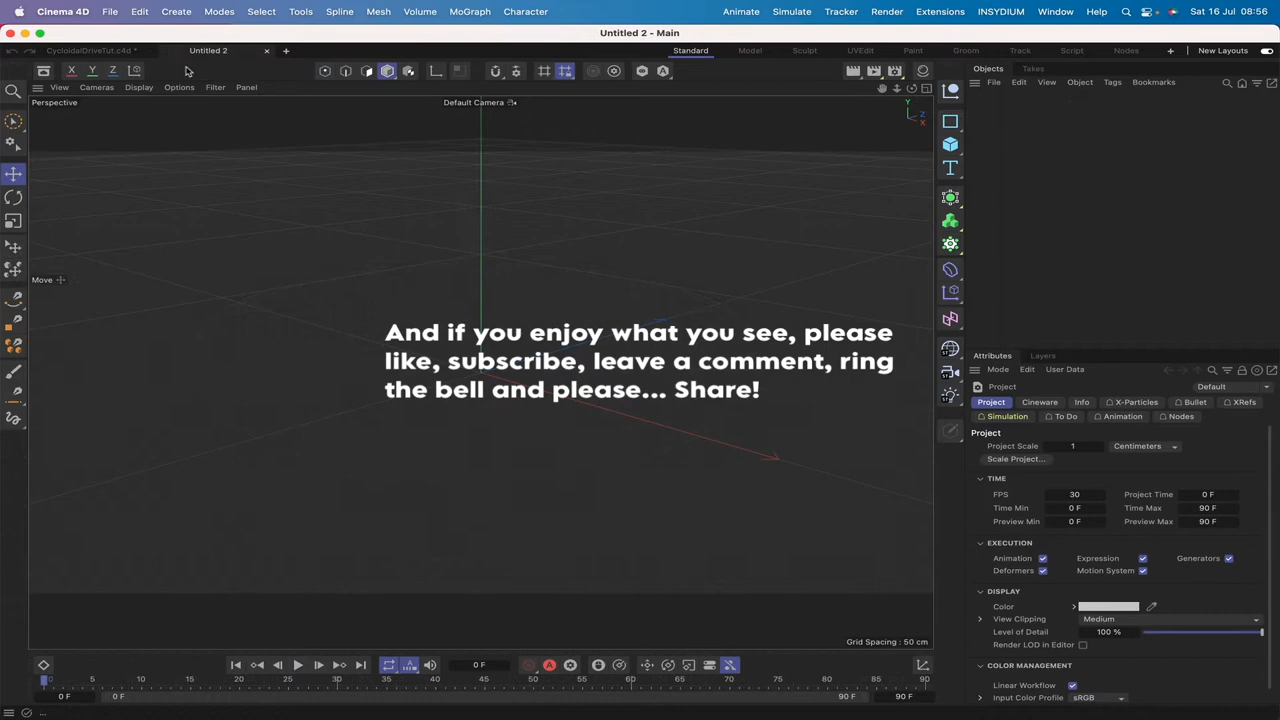 Cinema 4D File Edit Create Modes Select Tools Spline Mesh Volume MoGraph Character Animate Simulate Tracker Render Extensions INSYDIUM Window Help Sat 16 Jul 08:56
Untitled 2 - Main
CycloidalDriveTut.c4d * Untitled 2 × + Standard Model Sculpt UVEdit Paint Groom Track Script Nodes + New Layouts
X Y Z
Objects Takes
View Cameras Display Options Filter Panel
File Edit View Object Tags Bookmarks
Perspective
Default Camera
Y
Z
X
Move
And if you enjoy what you see, please
like, subscribe, leave a comment, ring
the bell and please... Share!
Grid Spacing : 50 cm
Attributes Layers
Mode Edit User Data
Project Default
Project Cineware Info X-Particles Bullet XRefs
Simulation To Do Animation Nodes
Project
Project Scale 1 Centimeters
Scale Project...
TIME
FPS 30 Project Time 0 F
Time Min 0 F Time Max 90 F
Preview Min 0 F Preview Max 90 F
EXECUTION
Animation Expression Generators
Deformers Motion System
DISPLAY
Color
View Clipping Medium
Level of Detail 100 %
Render LOD in Editor
COLOR MANAGEMENT
Linear Workflow
Input Color Profile sRGB
0 F
0 5 10 15 20 25 30 35 40 45 50 55 60 65 70 75 80 85 90
0 F 0 F 90 F 90 F
...